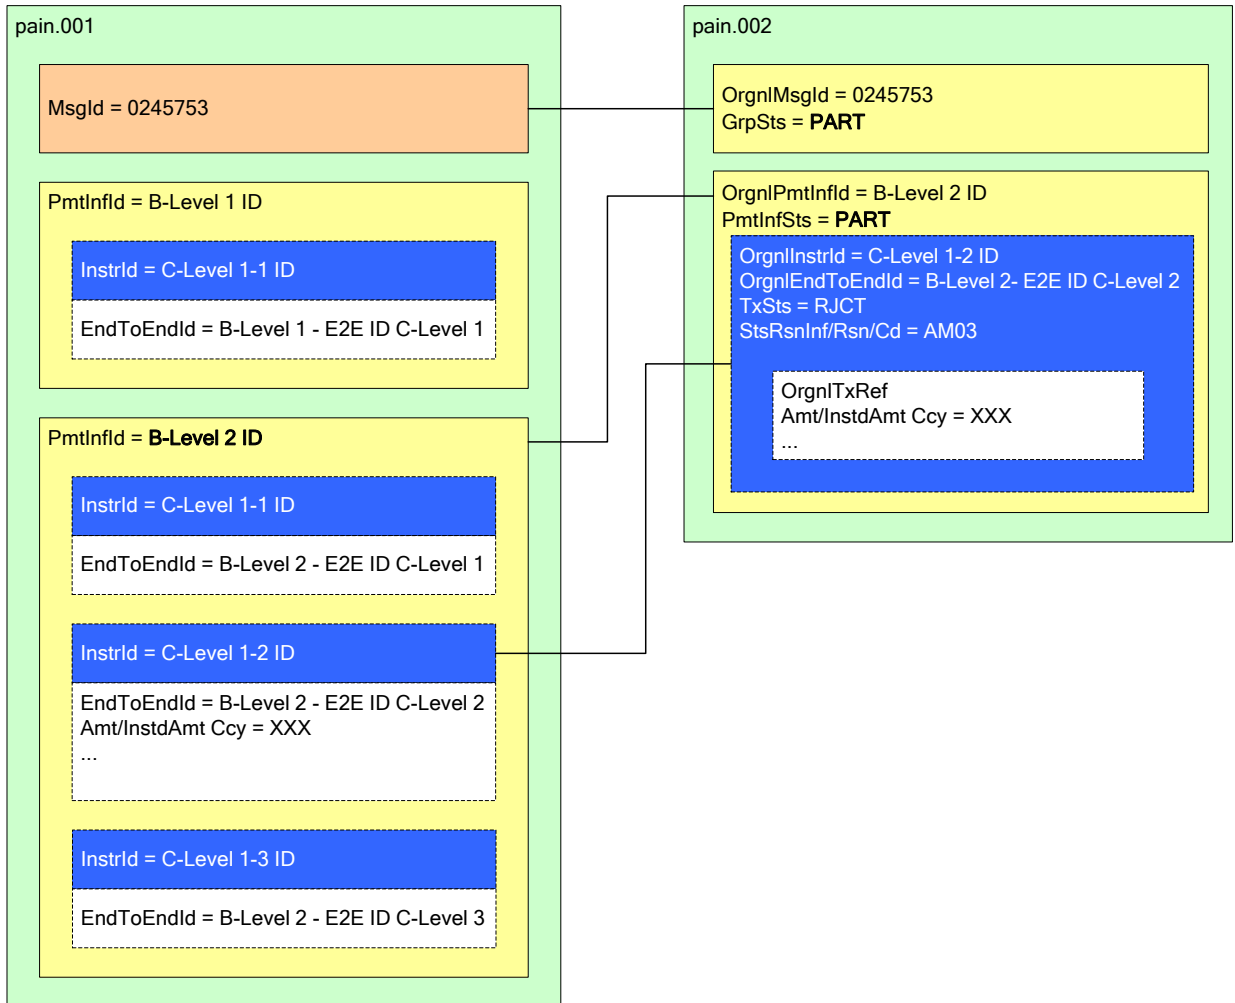 pain.001
MsgId = 0245753
PmtInfId = B-Level 1 ID
InstrId = C-Level 1-1 ID
EndToEndId = B-Level 1 - E2E ID C-Level 1
PmtInfId = B-Level 2 ID
InstrId = C-Level 1-1 ID
EndToEndId = B-Level 2 - E2E ID C-Level 1
InstrId = C-Level 1-2 ID
EndToEndId = B-Level 2 - E2E ID C-Level 2
Amt/InstdAmt Ccy = XXX
...
InstrId = C-Level 1-3 ID
EndToEndId = B-Level 2 - E2E ID C-Level 3
pain.002
OrgnlMsgId = 0245753
GrpSts = PART
OrgnlPmtInfId = B-Level 2 ID
PmtInfSts = PART
OrgnlInstrId = C-Level 1-2 ID
OrgnlEndToEndId = B-Level 2- E2E ID C-Level 2
TxSts = RJCT
StsRsnInf/Rsn/Cd = AM03
OrgnlTxRef
Amt/InstdAmt Ccy = XXX
...